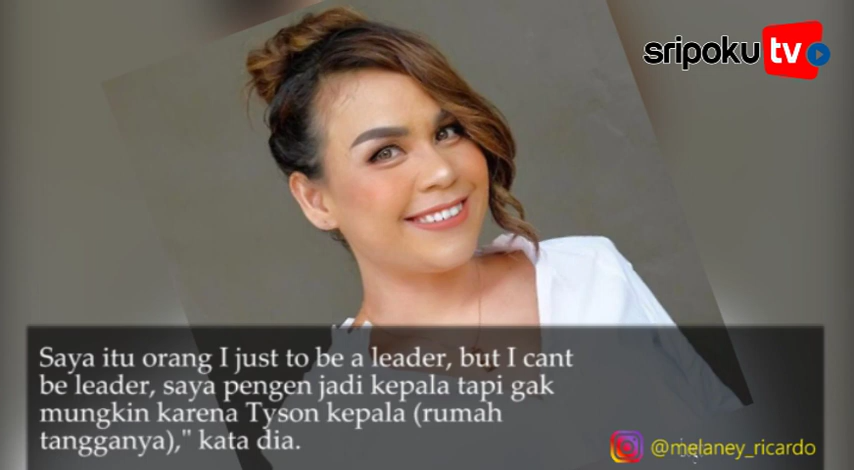 sripoku tv
Saya itu orang I just to be a leader, but I cant
be leader, saya pengen jadi kepala tapi gak
mungkin karena Tyson kepala (rumah
tangganya)," kata dia.
@melaney_ricardo